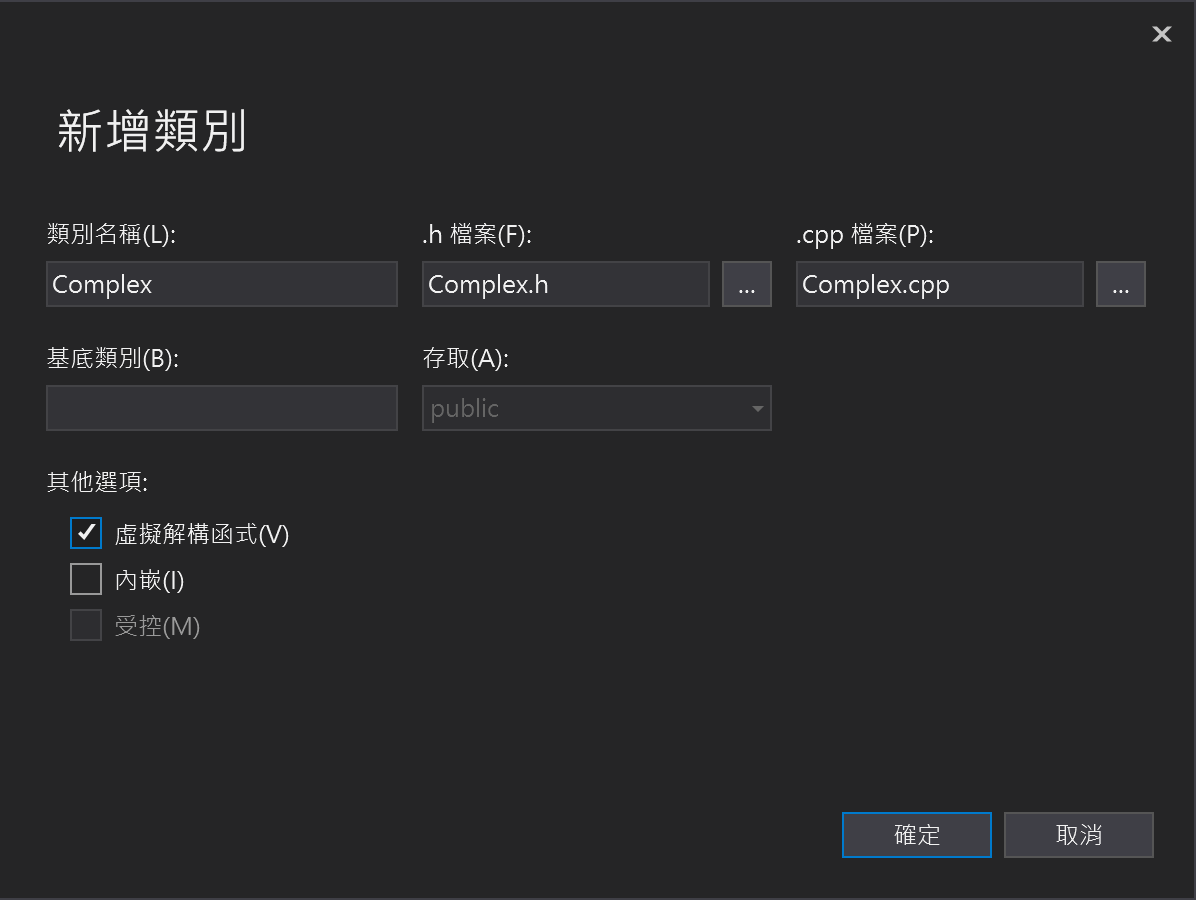 新增類別
類別名稱(L):
.h 檔案(F):
.cpp 檔案(P):
Complex
Complex.h
...
Complex.cpp
...
基底類別(B):
存取(A):
public
其他選項:
虛擬解構函式(V)
內嵌(I)
受控(M)
確定
取消